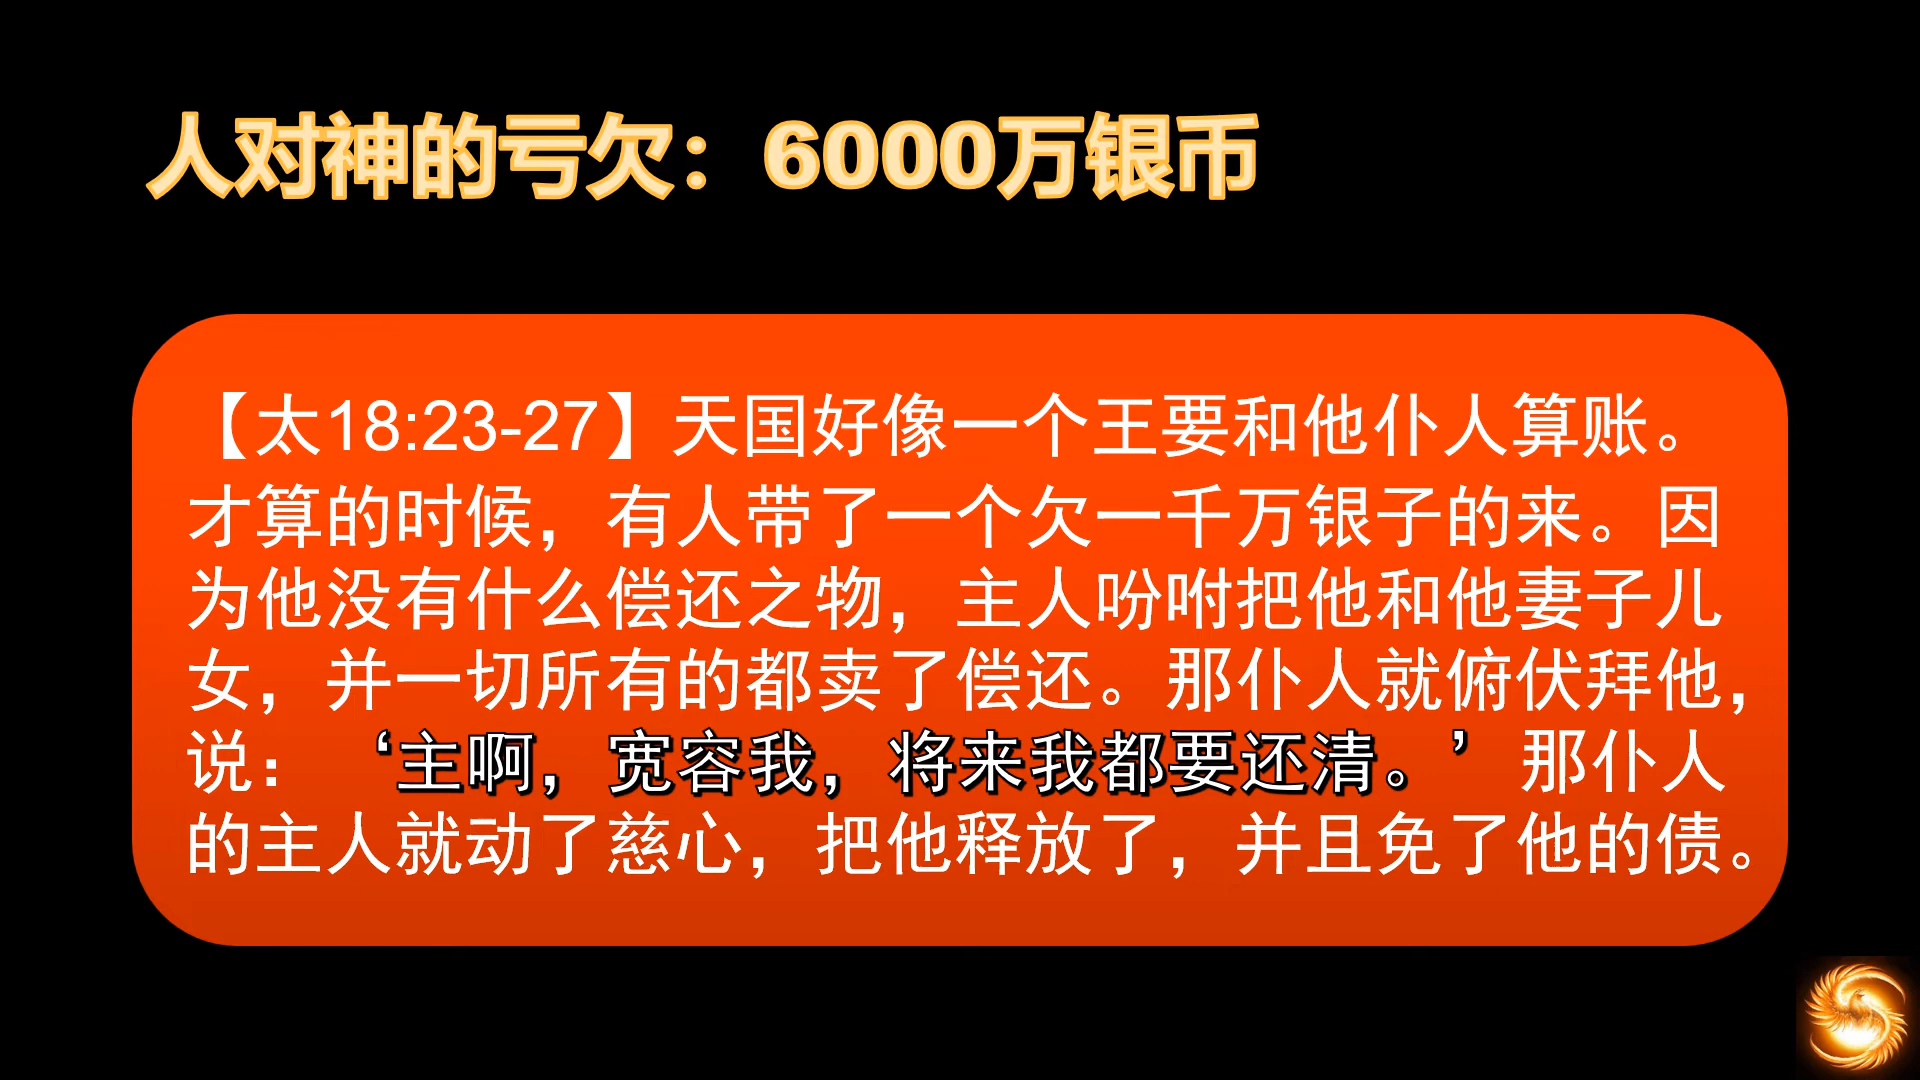 人对神的亏欠：6000万银币
【太18:23-27】天国好像一个王要和他仆人算账。
才算的时候，有人带了一个欠一千万银子的来。因
为他没有什么偿还之物，主人吩咐把他和他妻子儿
女，并一切所有的都卖了偿还。那仆人就俯伏拜他，
说：‘主啊，宽容我，将来我都要还清。’那仆人
的主人就动了慈心，把他释放了，并且免了他的债。